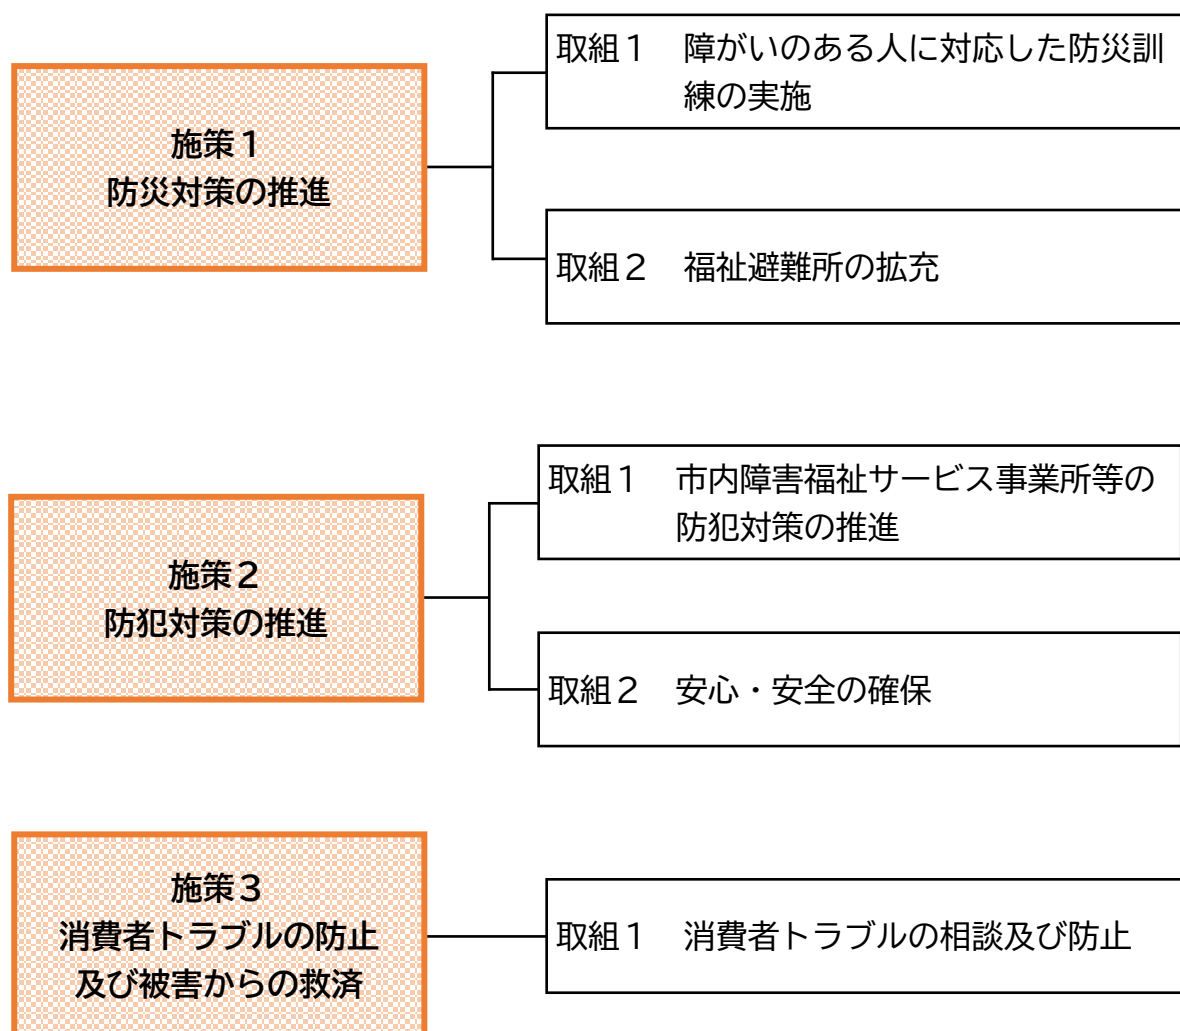 施策１
防災対策の推進
取組１　障がいのある人に対応した防災訓
練の実施
取組２　福祉避難所の拡充
施策２
防犯対策の推進
取組１　市内障害福祉サービス事業所等の
防犯対策の推進
取組２　安心・安全の確保
施策３
消費者トラブルの防止
及び被害からの救済
取組１　消費者トラブルの相談及び防止